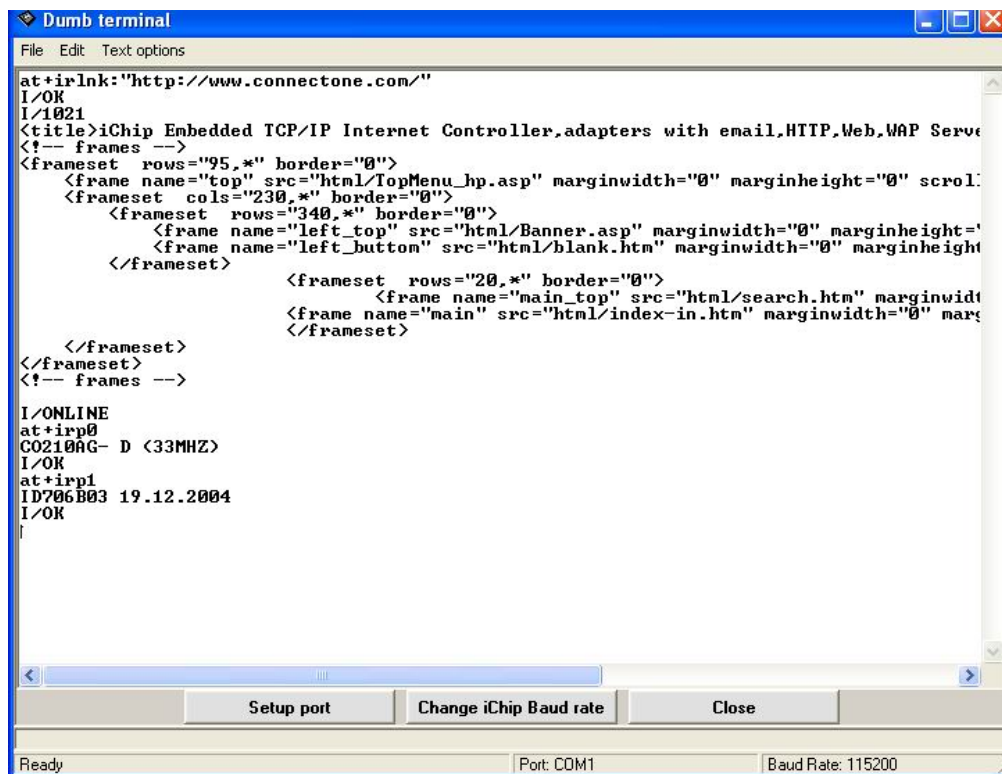 Dumb terminal
File Edit Text options
at+irlnk:"http://www.connectone.com/"
I/OK
I/1021
<title>iChip Embedded TCP/IP Internet Controller,adapters with email,HTTP,Web,WAP Serve
<!-- frames -->
<frameset  rows="95,*" border="0">
    <frame name="top" src="html/TopMenu_hp.asp" marginwidth="0" marginheight="0" scrol
    <frameset  cols="230,*" border="0">
        <frameset  rows="340,*" border="0">
            <frame name="left_top" src="html/Banner.asp" marginwidth="0" marginheight="
            <frame name="left_buttom" src="html/blank.htm" marginwidth="0" marginheight
        </frameset>
                        <frameset  rows="20,*" border="0">
                                <frame name="main_top" src="html/search.htm" marginwidt
                        <frame name="main" src="html/index-in.htm" marginwidth="0" marg
                        </frameset>
    </frameset>
</frameset>
<!-- frames -->
I/ONLINE
at+irp0
CO210AG- D (33MHZ)
I/OK
at+irp1
ID706B03 19.12.2004
I/OK
Setup port Change iChip Baud rate Close
Ready Port: COM1 Baud Rate: 115200